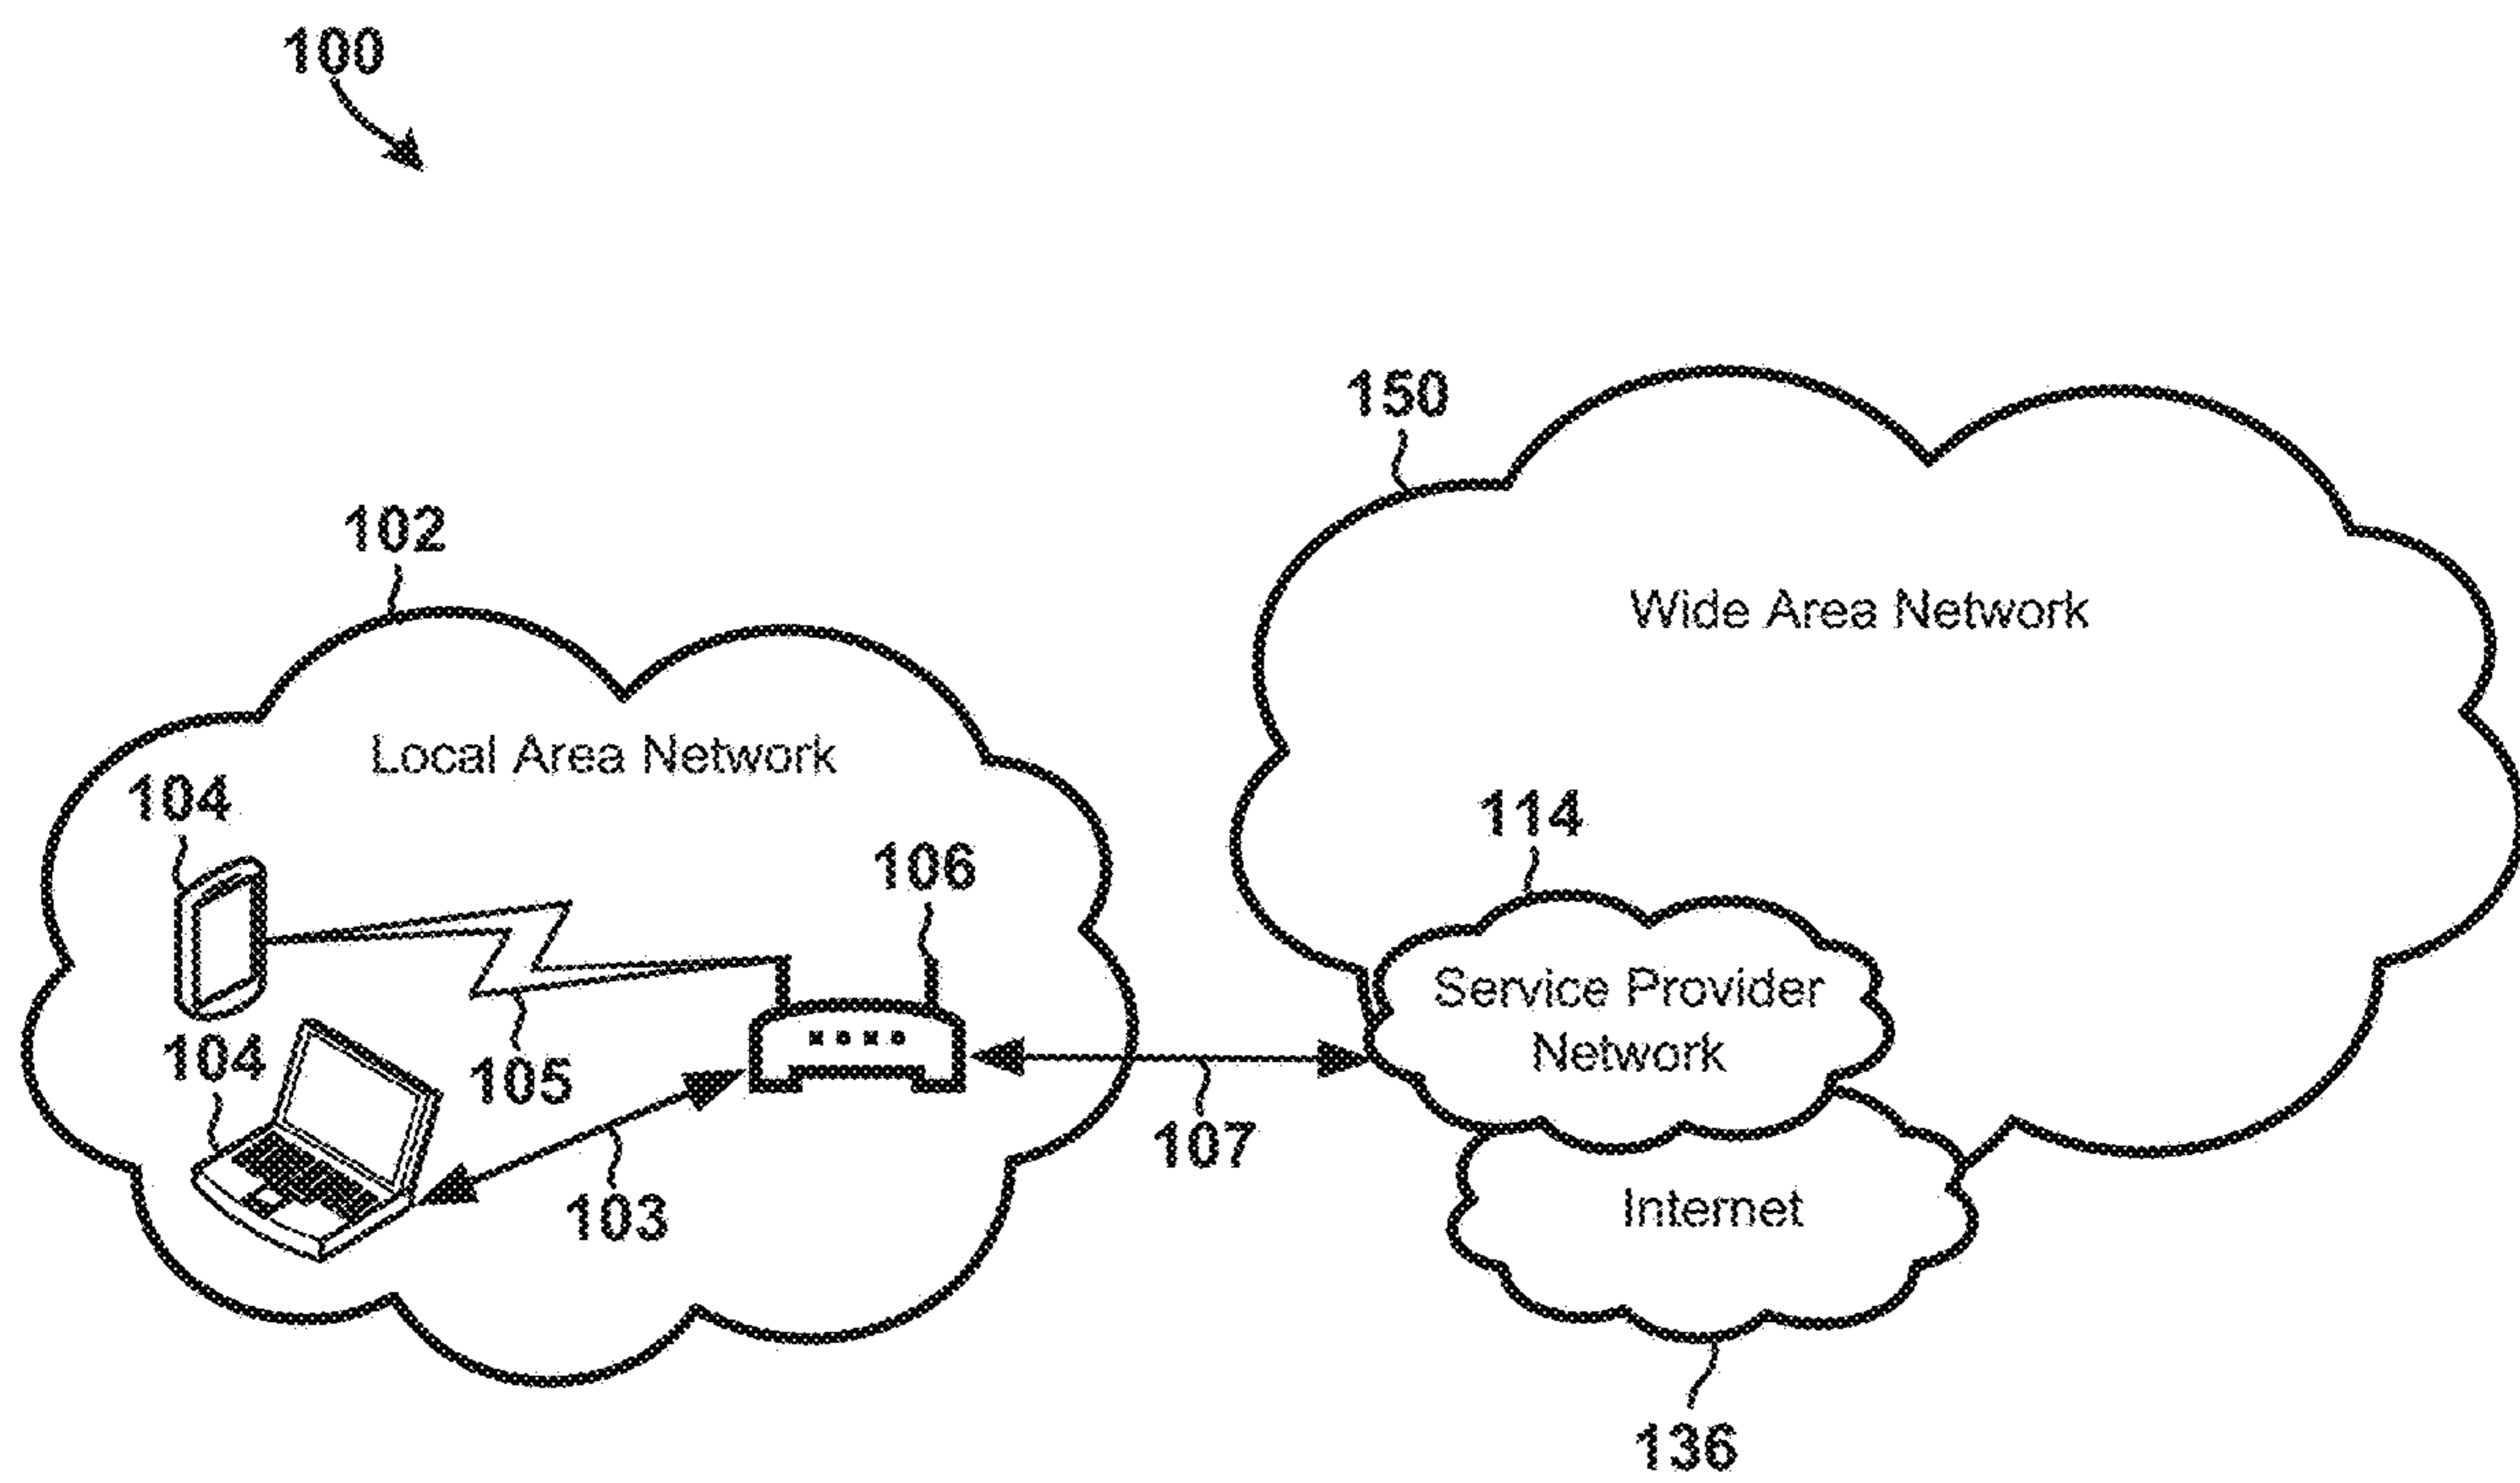 100
150
102
Wide Area Network
Local Area Network
104
114
106
Service Provider
Network
104
105
107
103
Internet
136